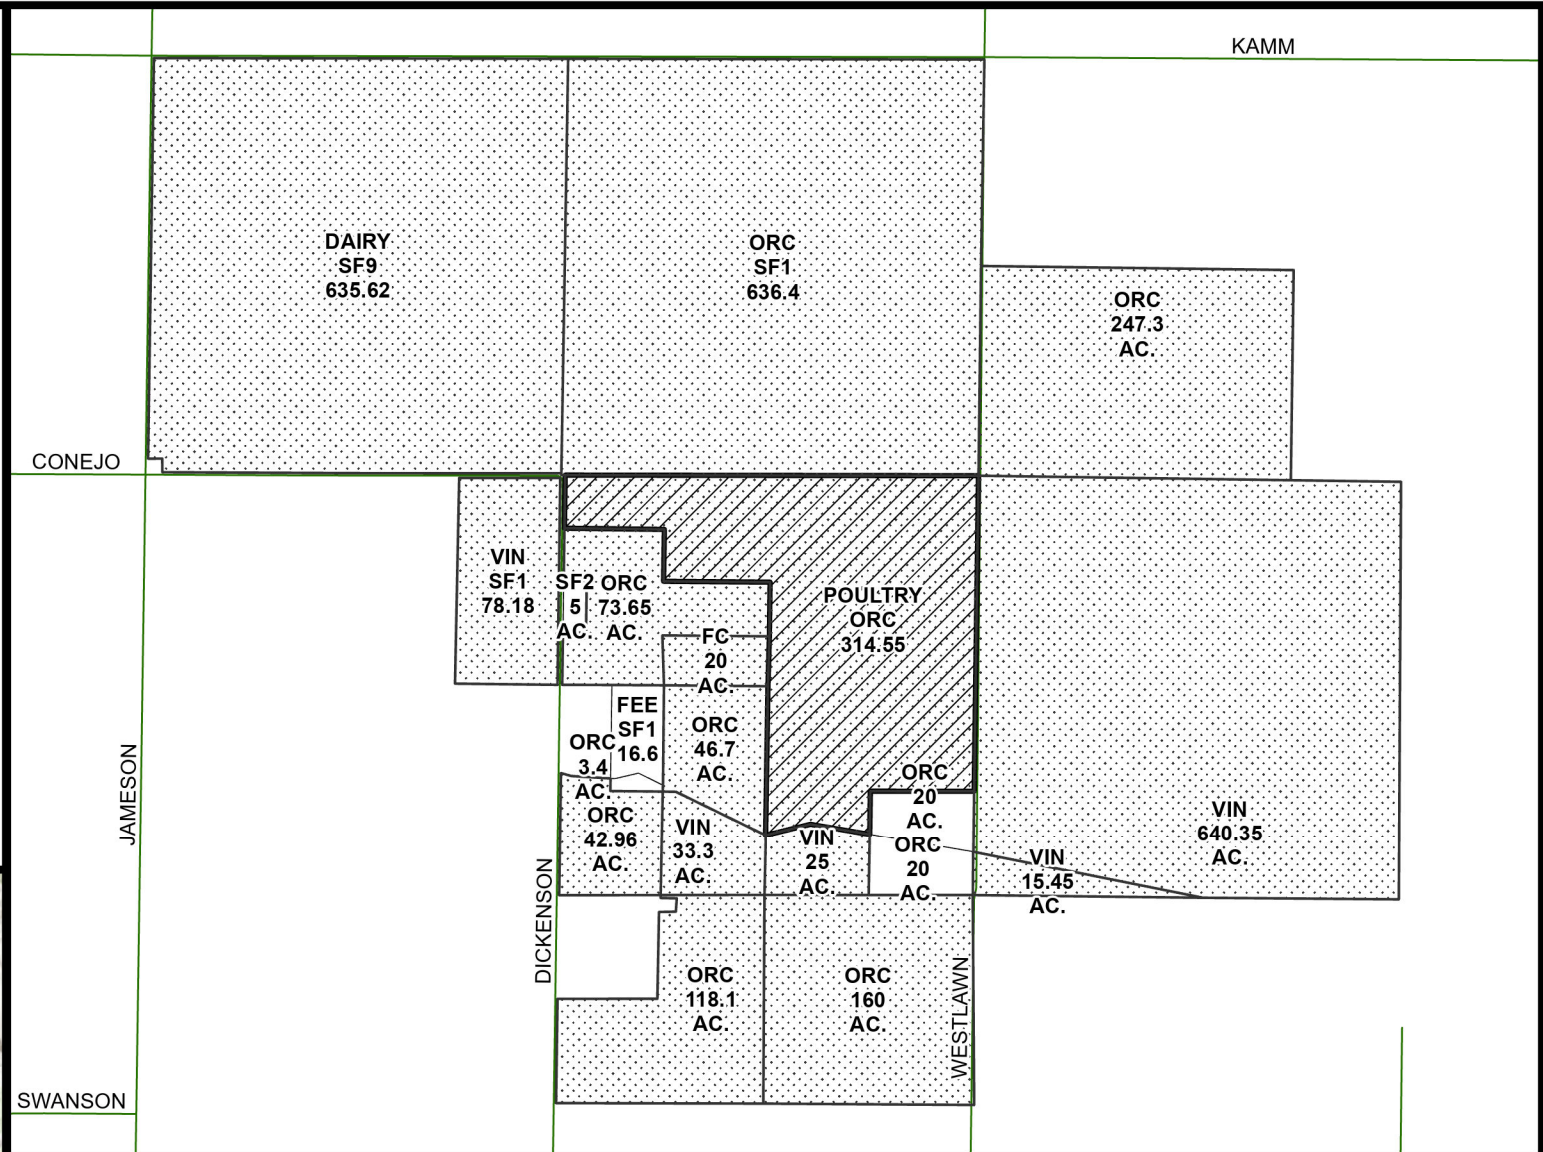 KAMM
DAIRY
SF9
635.62
ORC
SF1
636.4
ORC
247.3
AC.
CONEJO
VIN
SF1
78.18
SF2
5
AC.
ORC
73.65
AC.
POULTRY
ORC
314.55
FC
20
AC.
FEE
SF1
16.6
ORC
3.4
AC.
ORC
46.7
AC.
ORC
20
AC.
VIN
640.35
AC.
JAMESON
ORC
42.96
AC.
VIN
33.3
AC.
VIN
25
AC.
ORC
20
AC.
VIN
15.45
AC.
DICKENSON
ORC
118.1
AC.
ORC
160
AC.
WESTLAWN
SWANSON